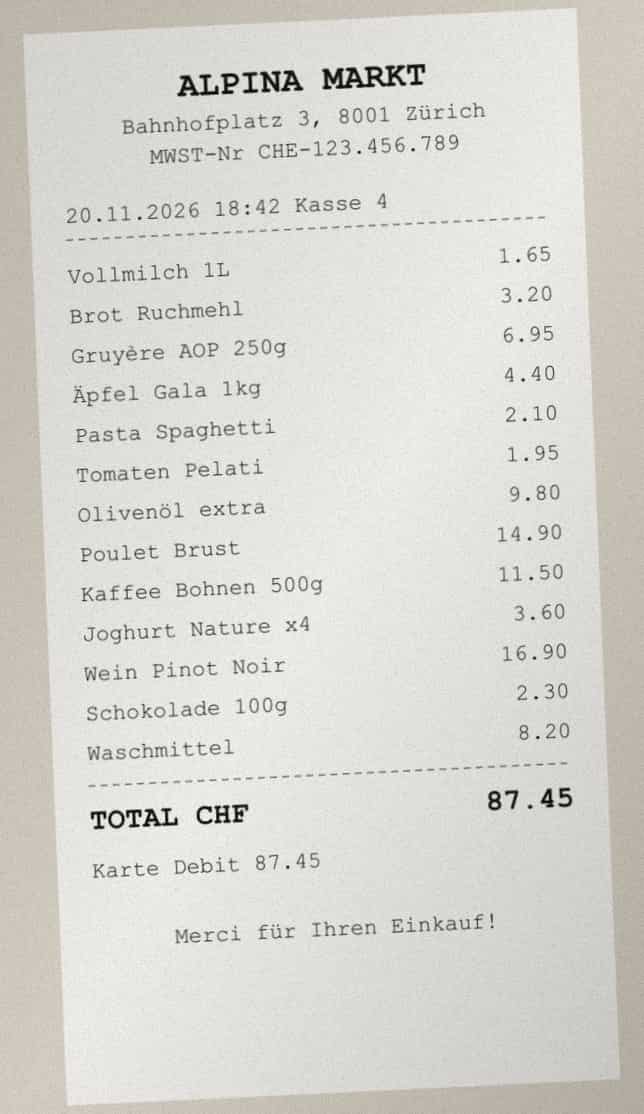 ALPINA MARKT
Bahnhofplatz 3, 8001 Zürich
MWST-Nr CHE-123.456.789
20.11.2026 18:42 Kasse 4
Vollmilch 1L 1.65
Brot Ruchmehl 3.20
Gruyère AOP 250g 6.95
Äpfel Gala 1kg 4.40
Pasta Spaghetti 2.10
Tomaten Pelati 1.95
Olivenöl extra 9.80
Poulet Brust 14.90
Kaffee Bohnen 500g 11.50
Joghurt Nature x4 3.60
Wein Pinot Noir 16.90
Schokolade 100g 2.30
Waschmittel 8.20
TOTAL CHF 87.45
Karte Debit 87.45
Merci für Ihren Einkauf!